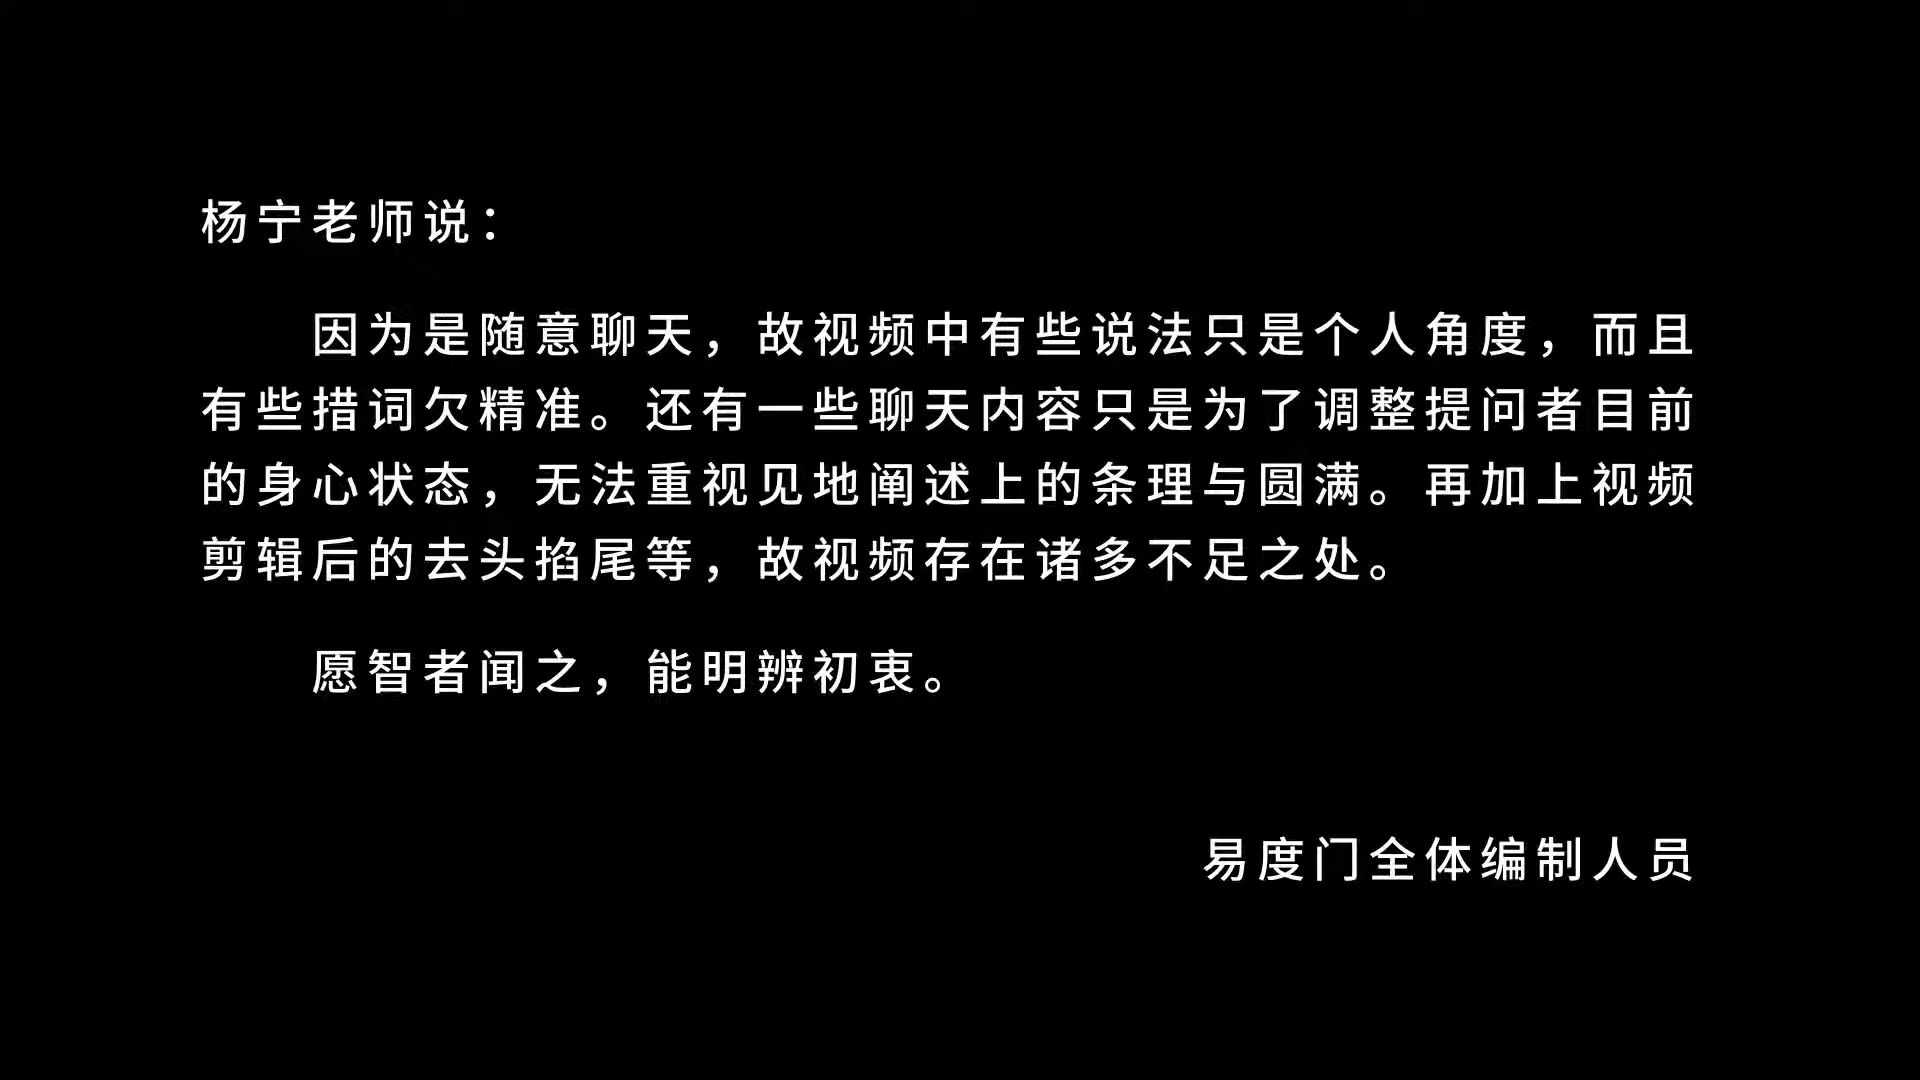 杨宁老师说：
因为是随意聊天，故视频中有些说法只是个人角度，而且
有些措词欠精准。还有一些聊天内容只是为了调整提问者目前
的身心状态，无法重视见地阐述上的条理与圆满。再加上视频
剪辑后的去头掐尾等，故视频存在诸多不足之处。
愿智者闻之，能明辨初衷。
易度门全体编制人员